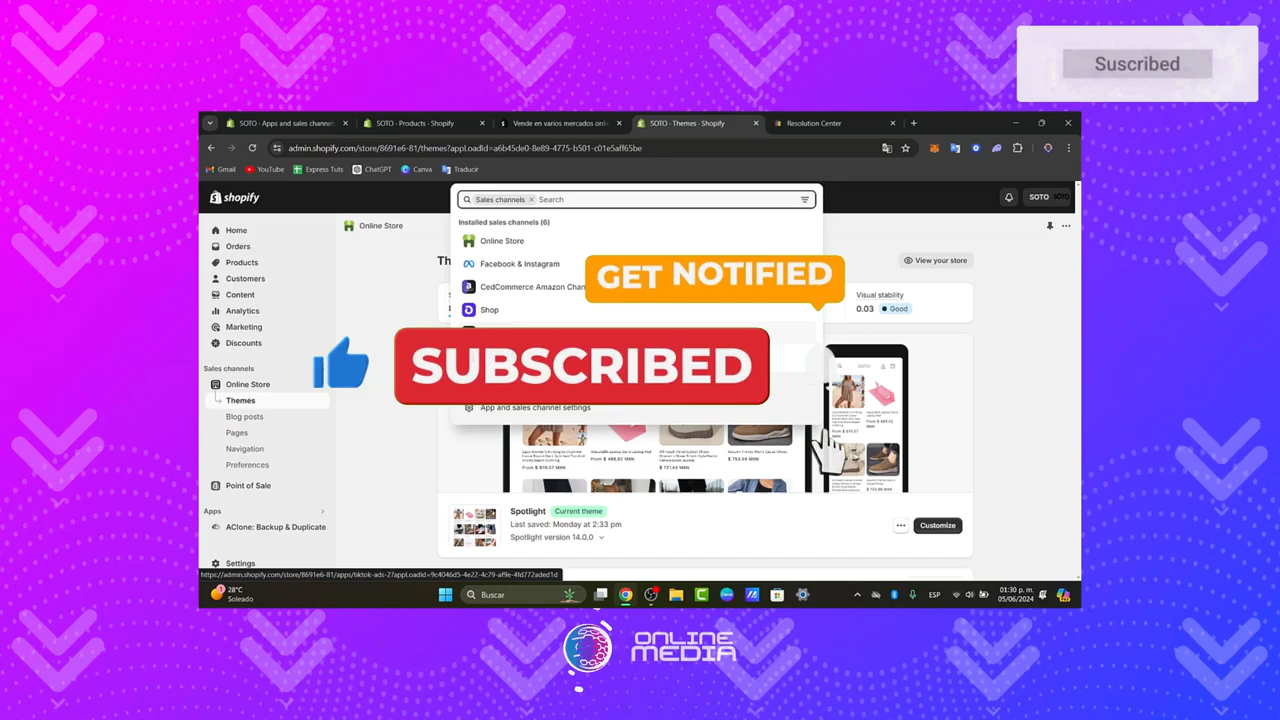 Suscribed
SOTO · Apps and sales channels
SOTO · Products · Shopify
Vende en varios mercados onli
SOTO · Themes · Shopify
Resolution Center
admin.shopify.com/store/8691e6-81/themes?appLoadId=a6b45de0-8e89-4775-b501-c01e5aff65be
Gmail
YouTube
Express Tuts
ChatGPT
Canva
Traducir
shopify
Sales channels
Search
SOTO
SOTO
Home
Orders
Products
Customers
Content
Analytics
Marketing
Discounts
Sales channels
Online Store
Themes
Blog posts
Pages
Navigation
Preferences
Point of Sale
Apps
AClone: Backup & Duplicate
Settings
Online Store
Installed sales channels (6)
Online Store
Facebook & Instagram
CedCommerce Amazon Chan
Shop
App and sales channel settings
GET NOTIFIED
SUBSCRIBED
View your store
Visual stability
0.03 Good
SOTO
Spotlight Current theme
Last saved: Monday at 2:33 pm
Spotlight version 14.0.0
Customize
https://admin.shopify.com/store/8691e6-81/apps/tiktok-ads-2?appLoadId=9c4046d5-4e22-4c79-af9e-4fd772aded1d
28°C
Soleado
Buscar
ESP
01:30 p. m.
05/06/2024
ONLINE
MEDIA